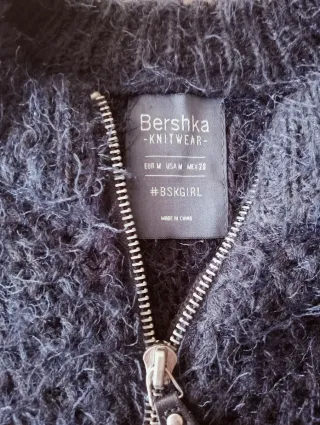 Bershka
-KNITWEAR-
EUR M USA M MEX 28
#BSKGIRL
MADE IN CHINA